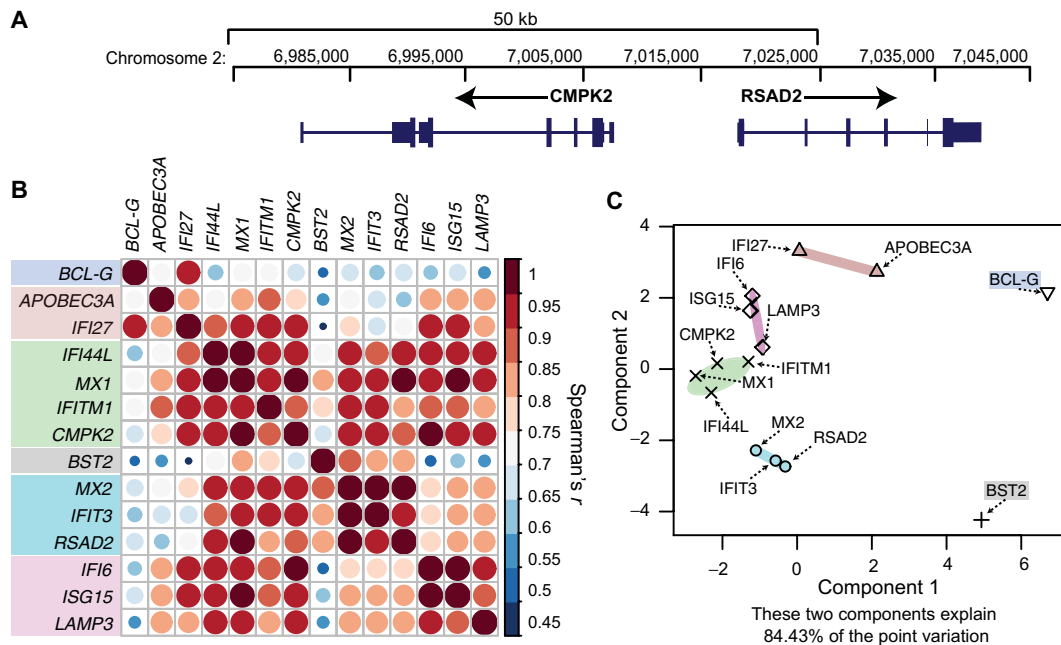 A
50 kb
Chromosome 2:
6,985,000 6,995,000 7,005,000 7,015,000 7,025,000 7,035,000 7,045,000
CMPK2 RSAD2
B
BCL-G APOBEC3A IFI27 IFI44L MX1 IFITM1 CMPK2 BST2 MX2 IFIT3 RSAD2 IFI6 ISG15 LAMP3
BCL-G
APOBEC3A
IFI27
IFI44L
MX1
IFITM1
CMPK2
BST2
MX2
IFIT3
RSAD2
IFI6
ISG15
LAMP3
1
0.95
0.9
0.85
0.8
0.75
0.7
0.65
0.6
0.55
0.5
0.45
Spearman's r
C
4
2
0
−2
−4
Component 2
IFI27
APOBEC3A
IFI6
BCL-G
ISG15
LAMP3
CMPK2
IFITM1
MX1
IFI44L
MX2
RSAD2
IFIT3
BST2
−2 0 2 4 6
Component 1
These two components explain
84.43% of the point variation